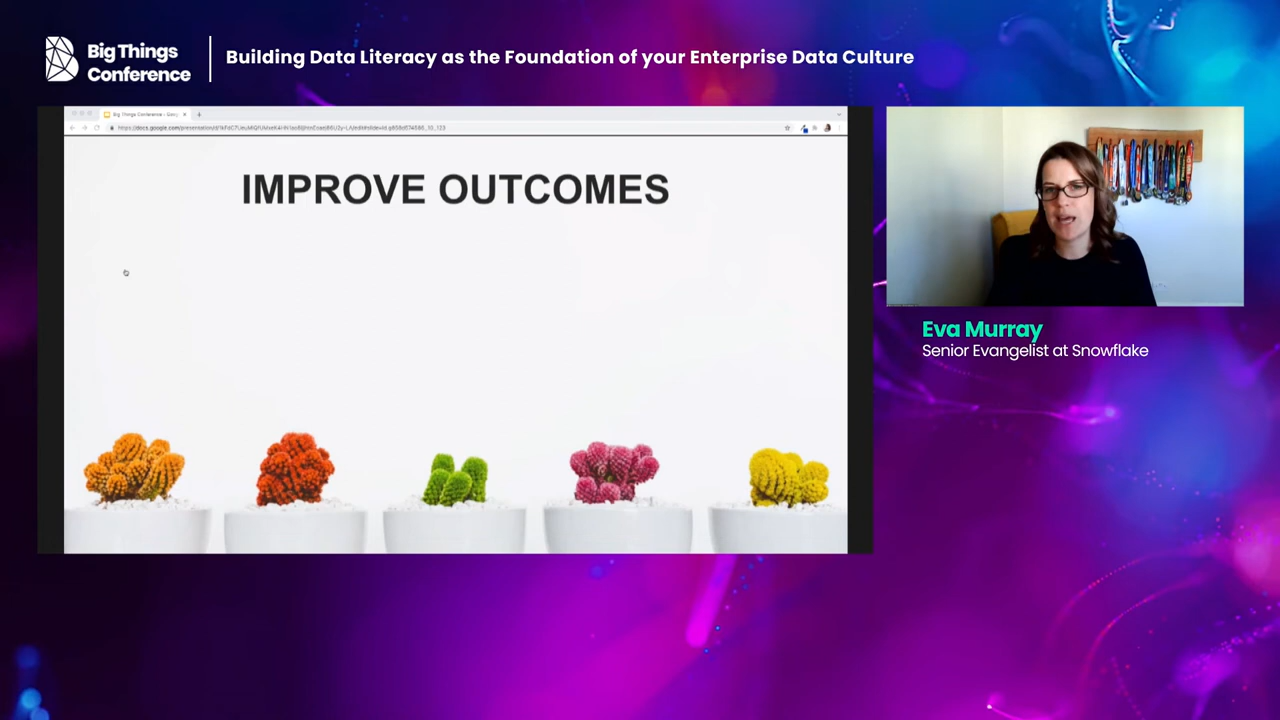 Big Things
Conference
Building Data Literacy as the Foundation of your Enterprise Data Culture
IMPROVE OUTCOMES
Eva Murray
Senior Evangelist at Snowflake